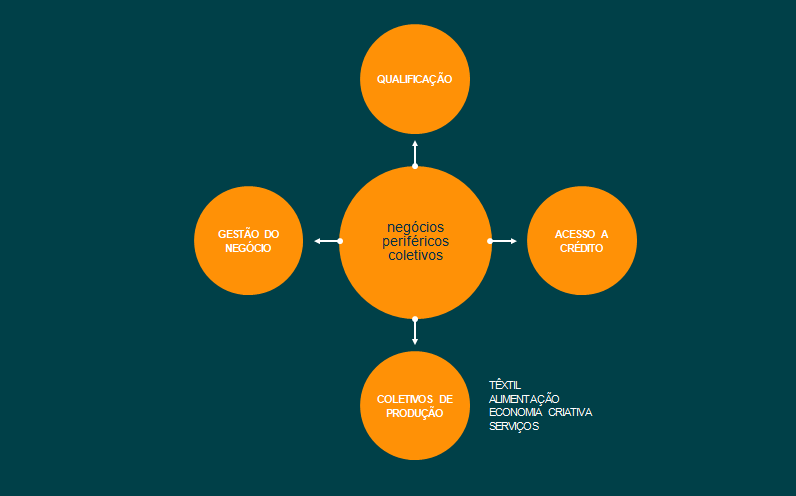 QUALIFICAÇÃO
GESTÃO DO
NEGÓCIO
negócios
periféricos
coletivos
ACESSO A
CRÉDITO
COLETIVOS DE
PRODUÇÃO
TÊXTIL
ALIMENTAÇÃO
ECONOMIA CRIATIVA
SERVIÇOS